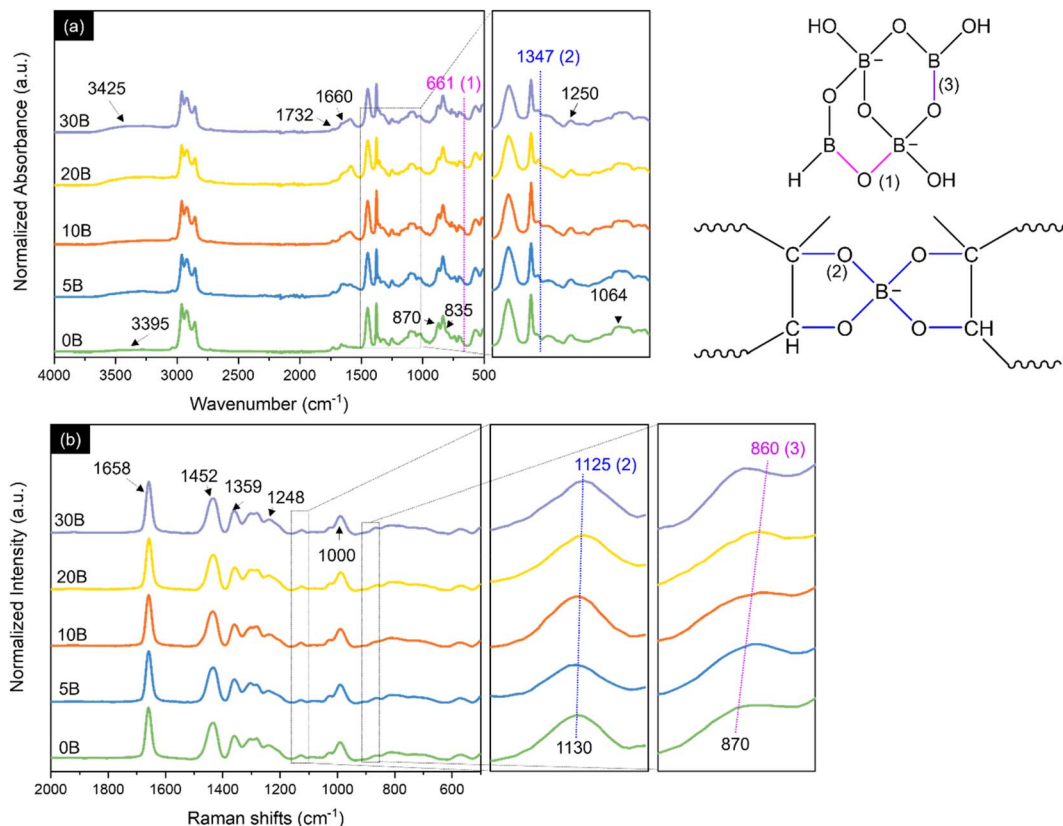 (a)
Normalized Absorbance (a.u.)
3425
1732
1660
661 (1)
1347 (2)
1250
30B
20B
10B
5B
0B
3395
870
835
1064
4000 3500 3000 2500 2000 1500 1000 500
Wavenumber (cm⁻¹)
HO O OH
B⁻ B
(3)
O O O
B B⁻
H O (1) OH
C O O C
(2)
B⁻
C O O CH
H
(b)
Normalized Intensity (a.u.)
1658
1452
1359
1248
1000
1125 (2)
860 (3)
30B
20B
10B
5B
0B
1130
870
2000 1800 1600 1400 1200 1000 800 600
Raman shifts (cm⁻¹)